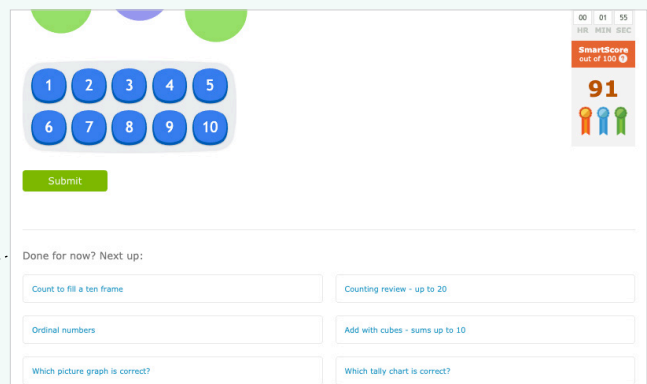 00 01 55
HR MIN SEC
SmartScore
out of 100 ?
91
1 2 3 4 5
6 7 8 9 10
Submit
Done for now? Next up:
Count to fill a ten frame
Counting review - up to 20
Ordinal numbers
Add with cubes - sums up to 10
Which picture graph is correct?
Which tally chart is correct?